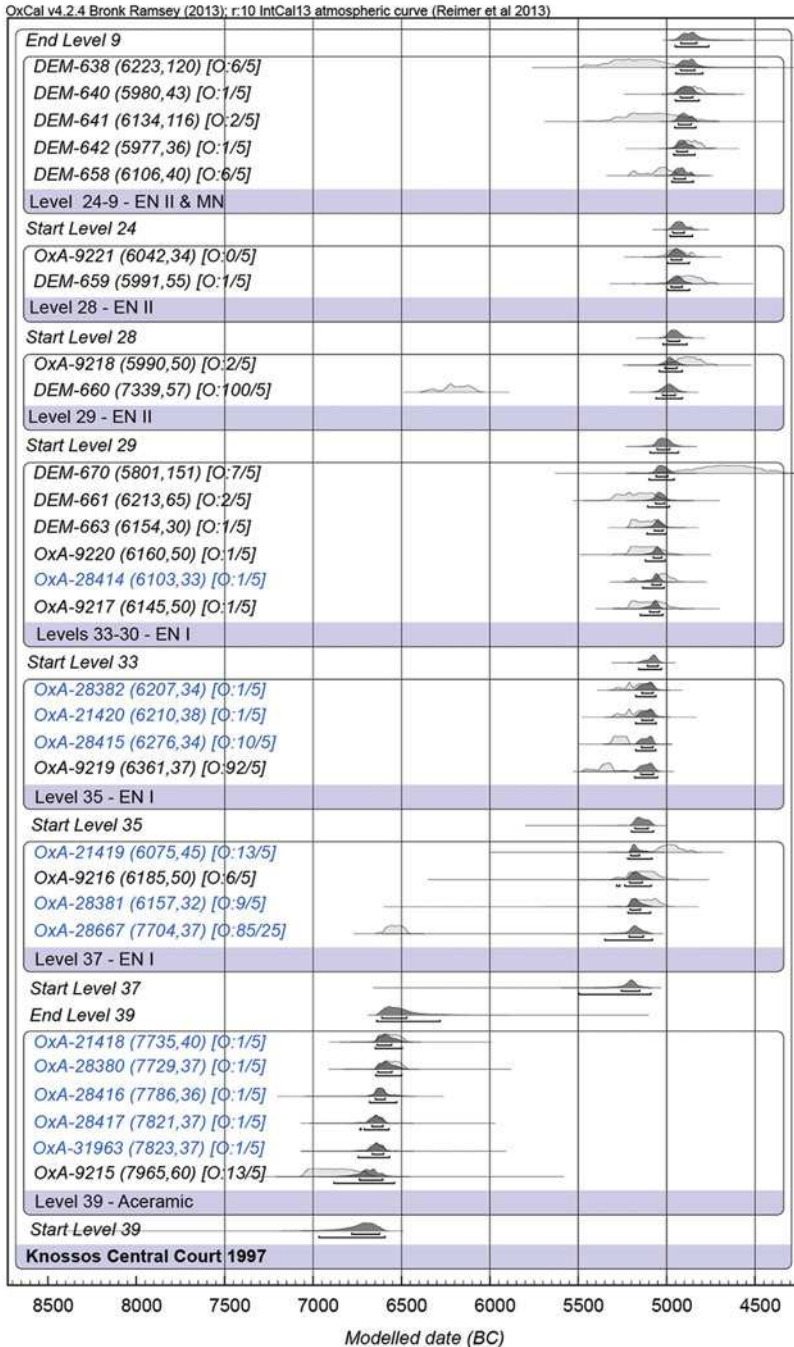 OxCal v4.2.4 Bronk Ramsey (2013); r:10 IntCal13 atmospheric curve (Reimer et al 2013)
End Level 9
DEM-638 (6223,120) [O:6/5]
DEM-640 (5980,43) [O:1/5]
DEM-641 (6134,116) [O:2/5]
DEM-642 (5977,36) [O:1/5]
DEM-658 (6106,40) [O:6/5]
Level 24-9 - EN II & MN
Start Level 24
OxA-9221 (6042,34) [O:0/5]
DEM-659 (5991,55) [O:1/5]
Level 28 - EN II
Start Level 28
OxA-9218 (5990,50) [O:2/5]
DEM-660 (7339,57) [O:100/5]
Level 29 - EN II
Start Level 29
DEM-670 (5801,151) [O:7/5]
DEM-661 (6213,65) [O:2/5]
DEM-663 (6154,30) [O:1/5]
OxA-9220 (6160,50) [O:1/5]
OxA-28414 (6103,33) [O:1/5]
OxA-9217 (6145,50) [O:1/5]
Levels 33-30 - EN I
Start Level 33
OxA-28382 (6207,34) [O:1/5]
OxA-21420 (6210,38) [O:1/5]
OxA-28415 (6276,34) [O:10/5]
OxA-9219 (6361,37) [O:92/5]
Level 35 - EN I
Start Level 35
OxA-21419 (6075,45) [O:13/5]
OxA-9216 (6185,50) [O:6/5]
OxA-28381 (6157,32) [O:9/5]
OxA-28667 (7704,37) [O:85/25]
Level 37 - EN I
Start Level 37
End Level 39
OxA-21418 (7735,40) [O:1/5]
OxA-28380 (7729,37) [O:1/5]
OxA-28416 (7786,36) [O:1/5]
OxA-28417 (7821,37) [O:1/5]
OxA-31963 (7823,37) [O:1/5]
OxA-9215 (7965,60) [O:13/5]
Level 39 - Aceramic
Start Level 39
Knossos Central Court 1997
8500 8000 7500 7000 6500 6000 5500 5000 4500
Modelled date (BC)